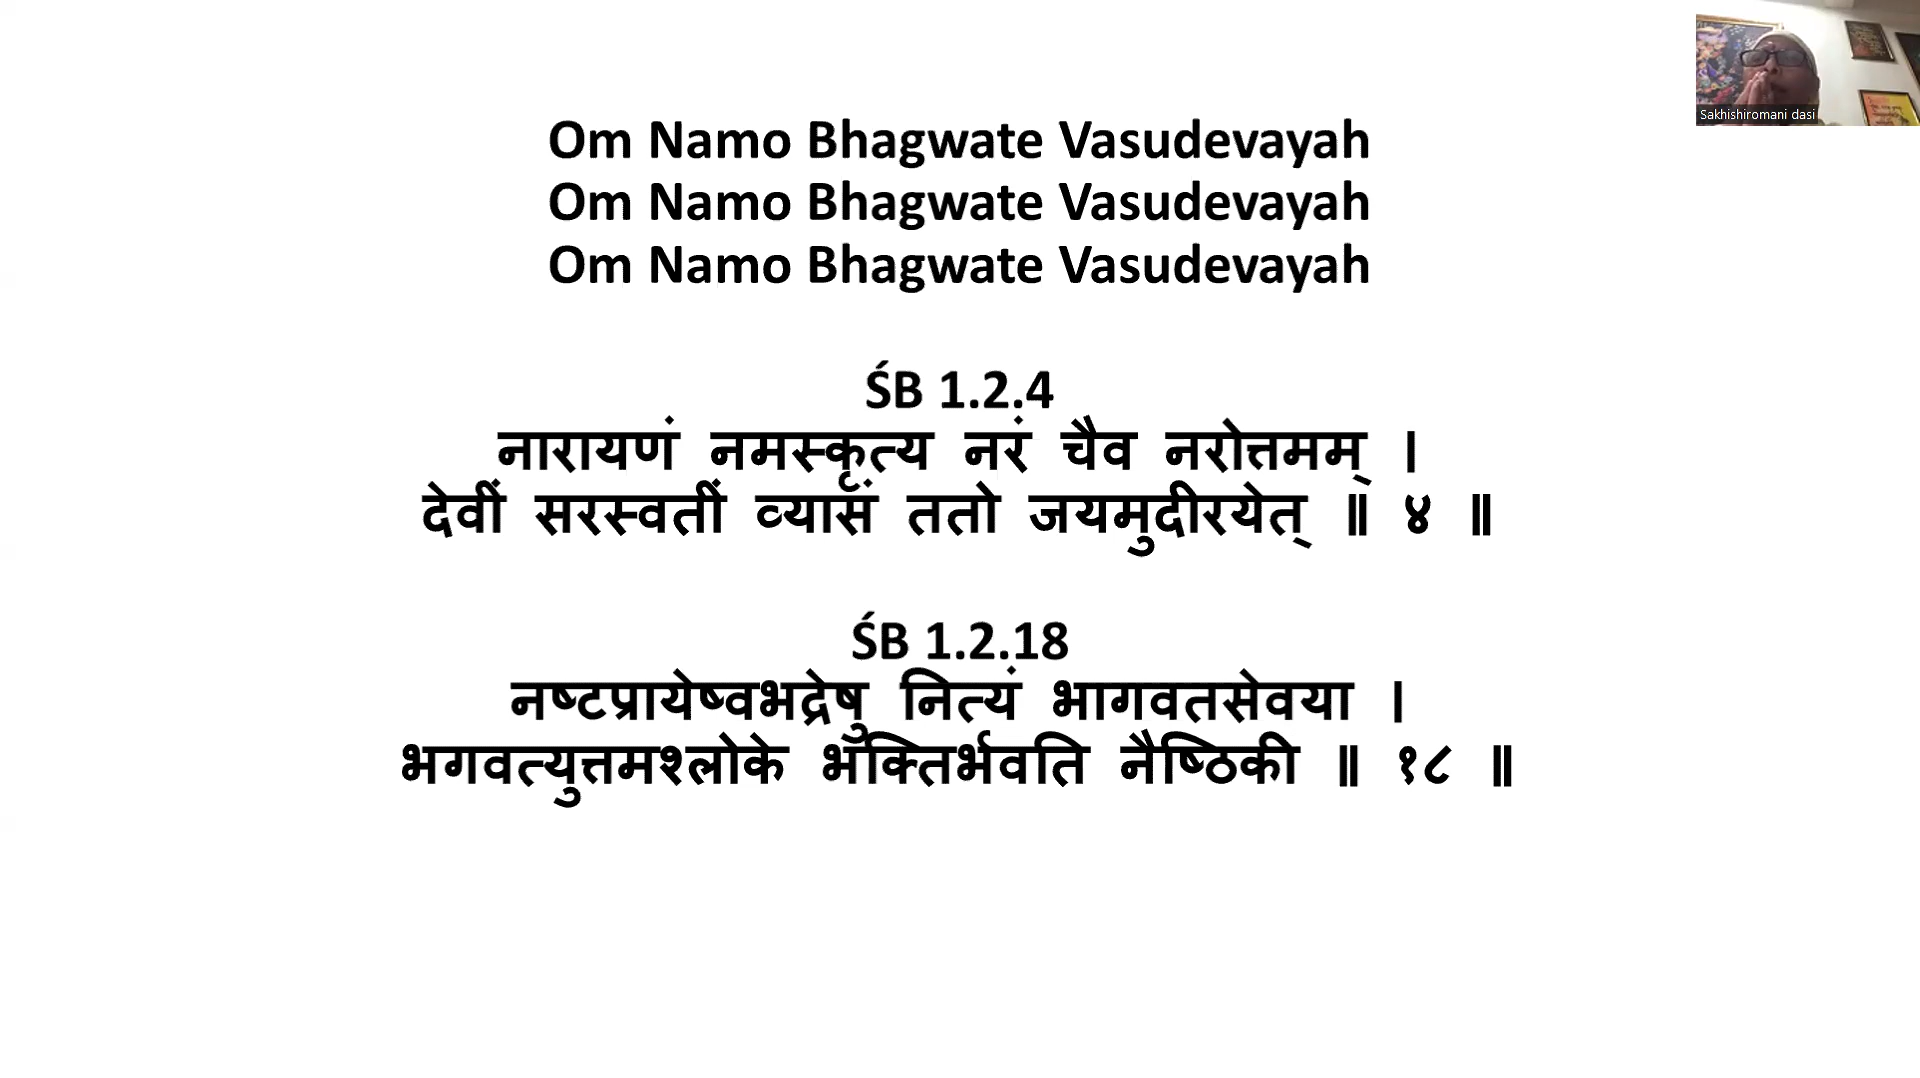 Om Namo Bhagwate Vasudevayah
Om Namo Bhagwate Vasudevayah
Om Namo Bhagwate Vasudevayah
ŚB 1.2.4
नारायणं नमस्कृत्य नरं चैव नरोत्तमम् ।
देवीं सरस्वतीं व्यासं ततो जयमुदीरयेत् ॥ ४ ॥
ŚB 1.2.18
नष्टप्रायेष्वभद्रेषु नित्यं भागवतसेवया ।
भगवत्युत्तमश्लोके भक्तिर्भवति नैष्ठिकी ॥ १८ ॥
Sakhishiromani dasi